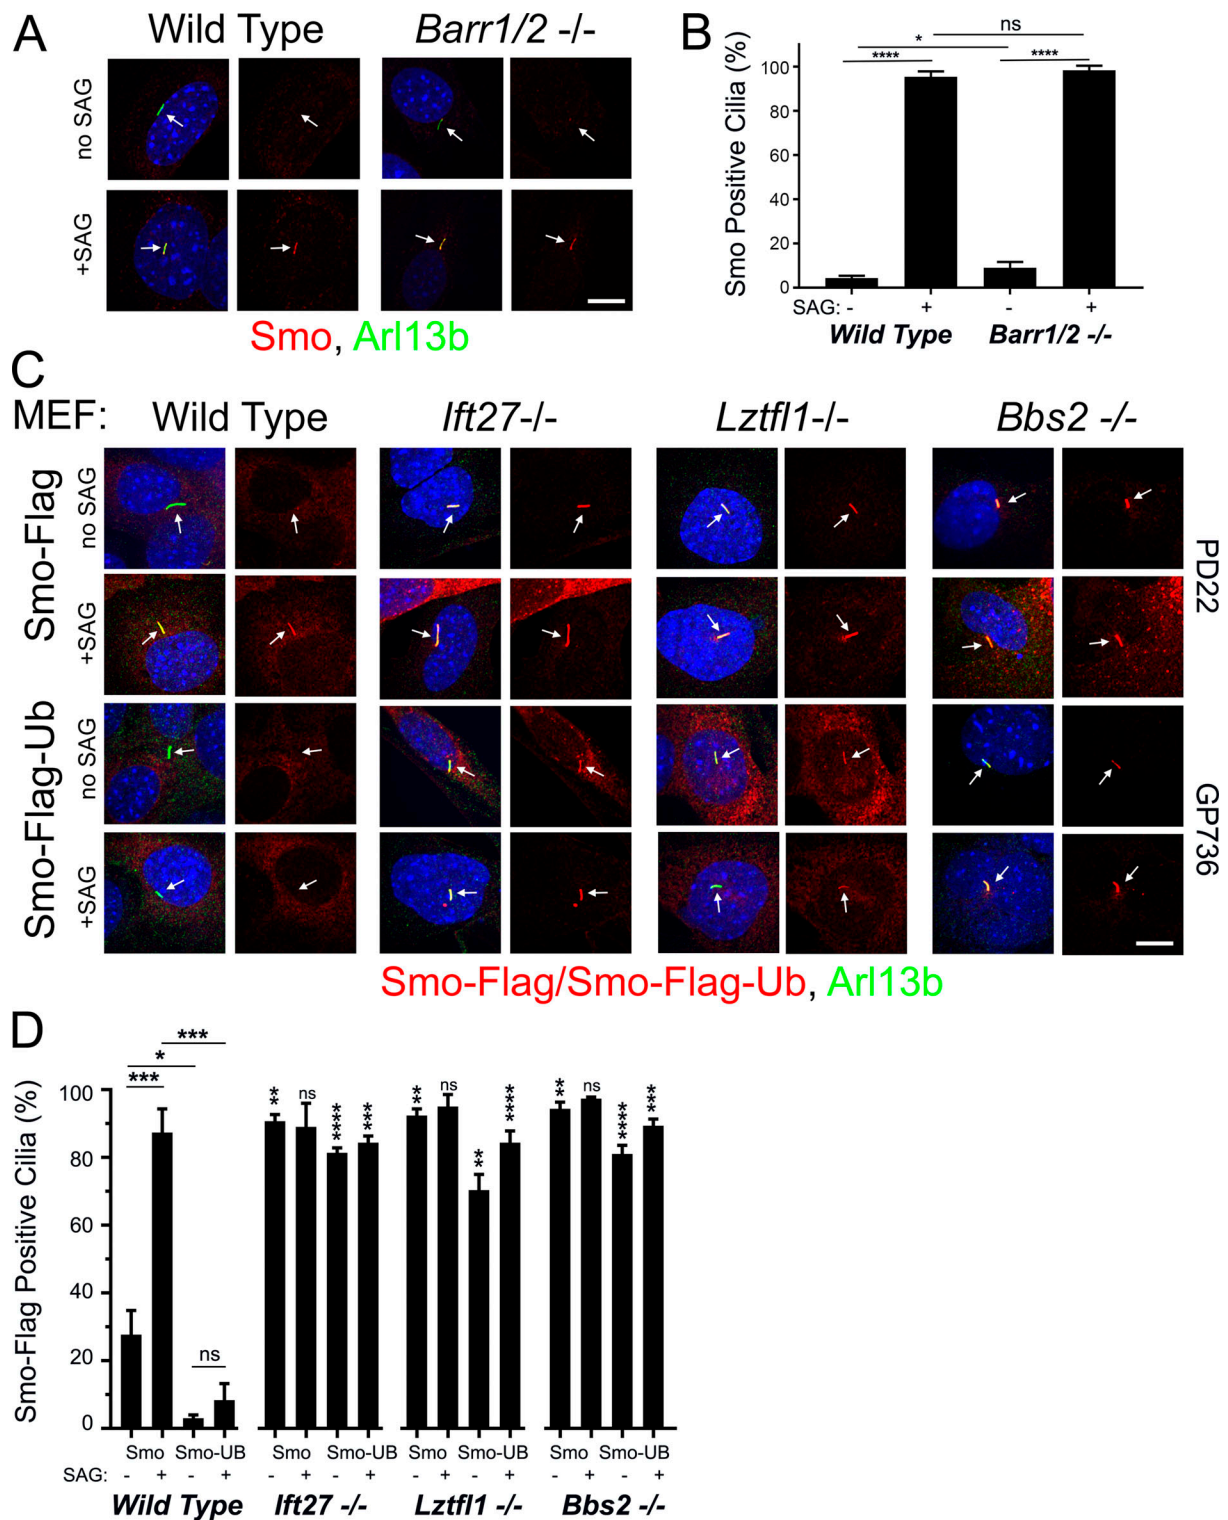 A
Wild Type
Barr1/2 -/-
no SAG
+SAG
Smo, Arl13b
B
Smo Positive Cilia (%)
100
80
60
40
20
0
ns
*
****
****
SAG: - + - +
Wild Type Barr1/2 -/-
C
MEF: Wild Type Ift27-/- Lztfl1-/- Bbs2 -/-
Smo-Flag
no SAG
+SAG
PD22
Smo-Flag-Ub
no SAG
+SAG
GP736
Smo-Flag/Smo-Flag-Ub, Arl13b
D
Smo-Flag Positive Cilia (%)
100
80
60
40
20
0
***
*
***
ns
** ns **** ***
** ns ** ****
** ns **** ***
Smo Smo-UB Smo Smo-UB Smo Smo-UB Smo Smo-UB
SAG: - + - + - + - + - + - + - + - +
Wild Type Ift27 -/- Lztfl1 -/- Bbs2 -/-